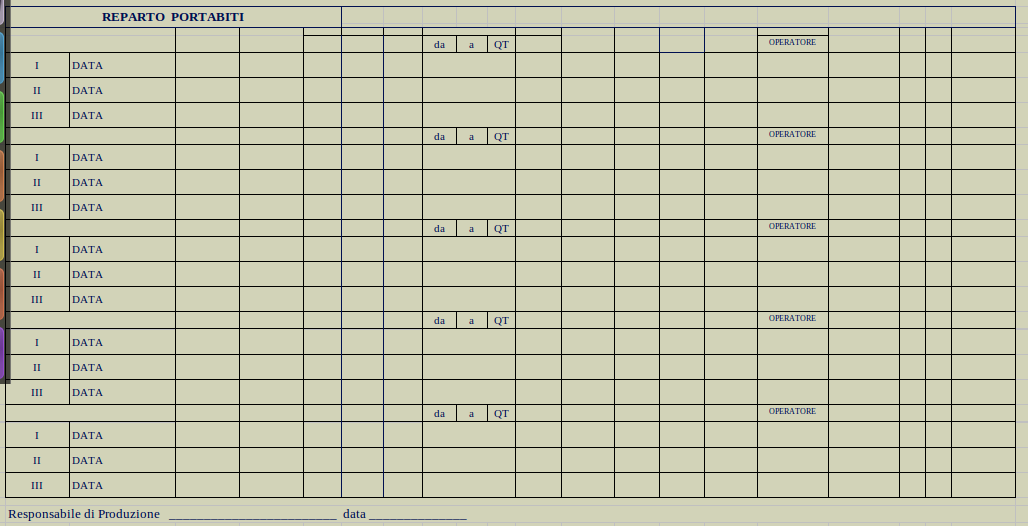 REPARTO PORTABITI
da a QT OPERATORE
I DATA
II DATA
III DATA
da a QT OPERATORE
I DATA
II DATA
III DATA
da a QT OPERATORE
I DATA
II DATA
III DATA
da a QT OPERATORE
I DATA
II DATA
III DATA
da a QT OPERATORE
I DATA
II DATA
III DATA
Responsabile di Produzione ________________________ data ______________